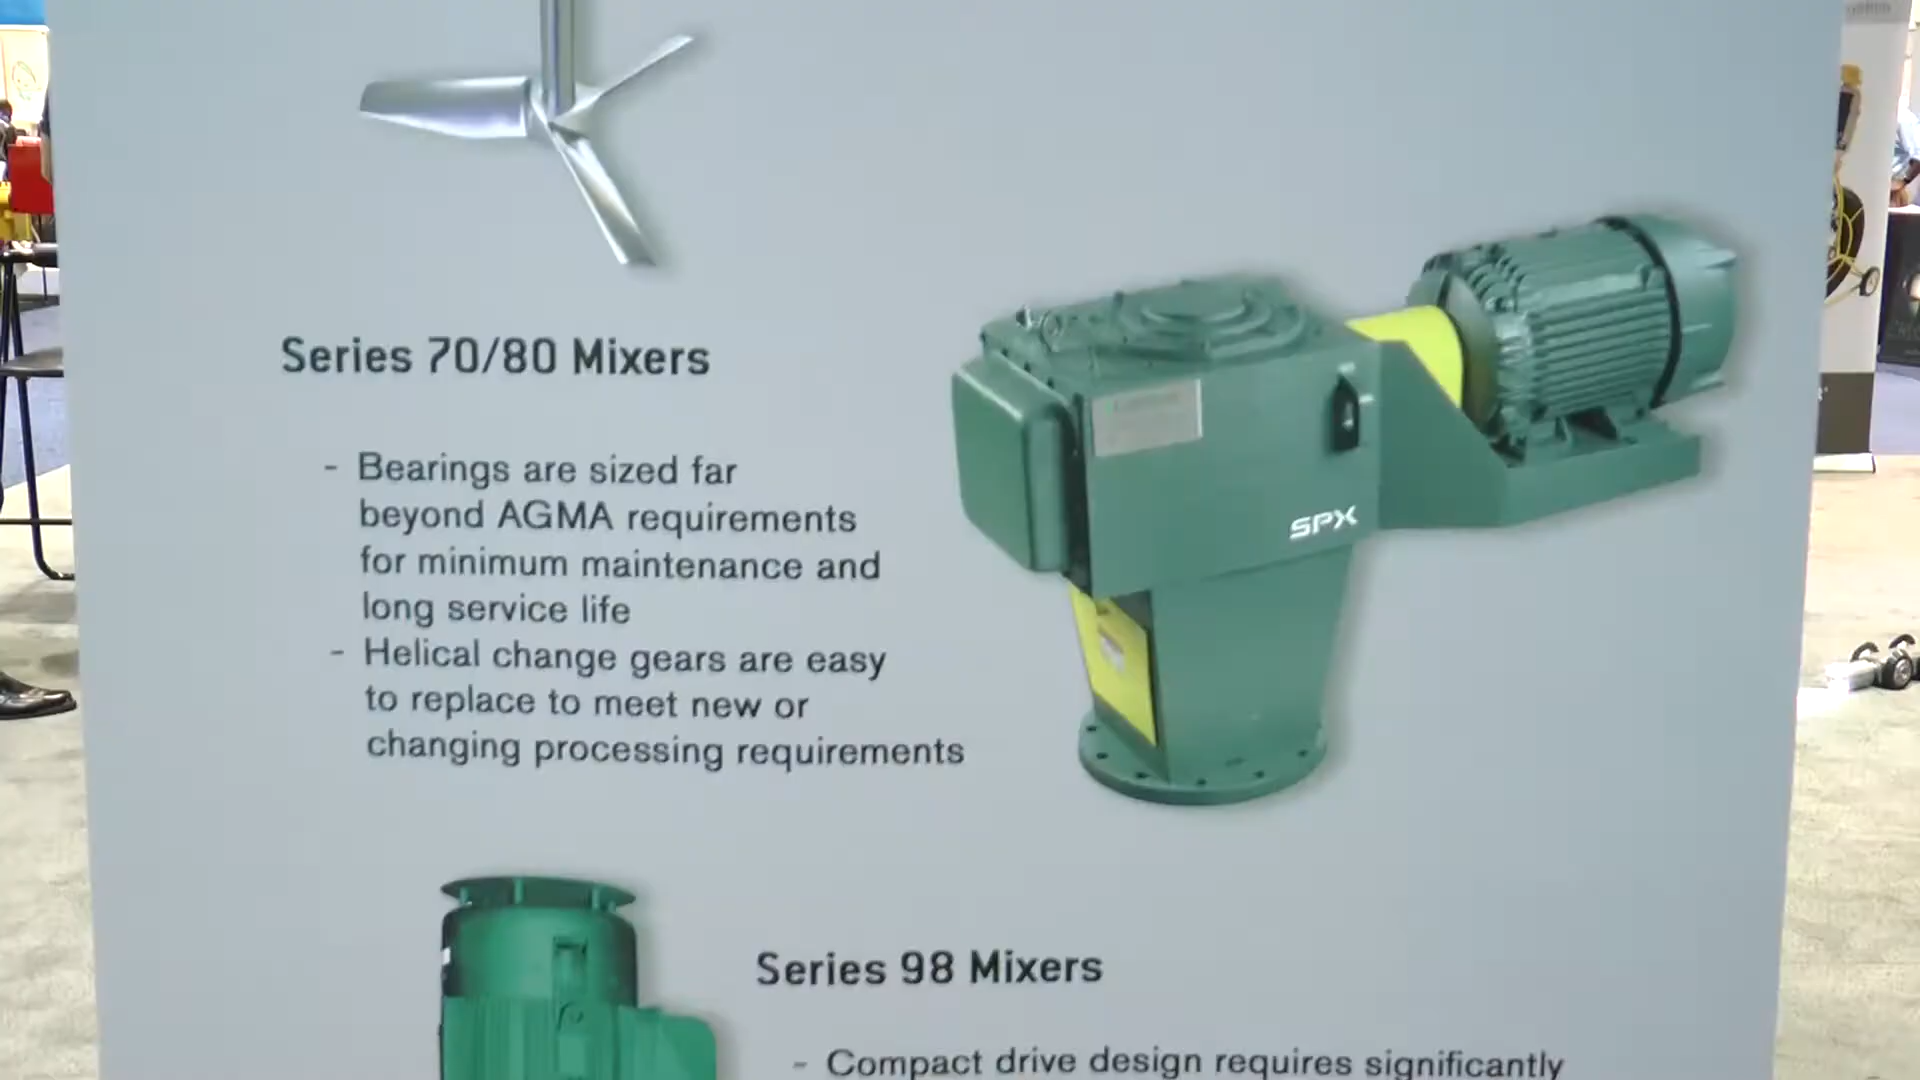 Series 70/80 Mixers
- Bearings are sized far
beyond AGMA requirements
for minimum maintenance and
long service life
- Helical change gears are easy
to replace to meet new or
changing processing requirements
SPX
Series 98 Mixers
- Compact drive design requires significantly